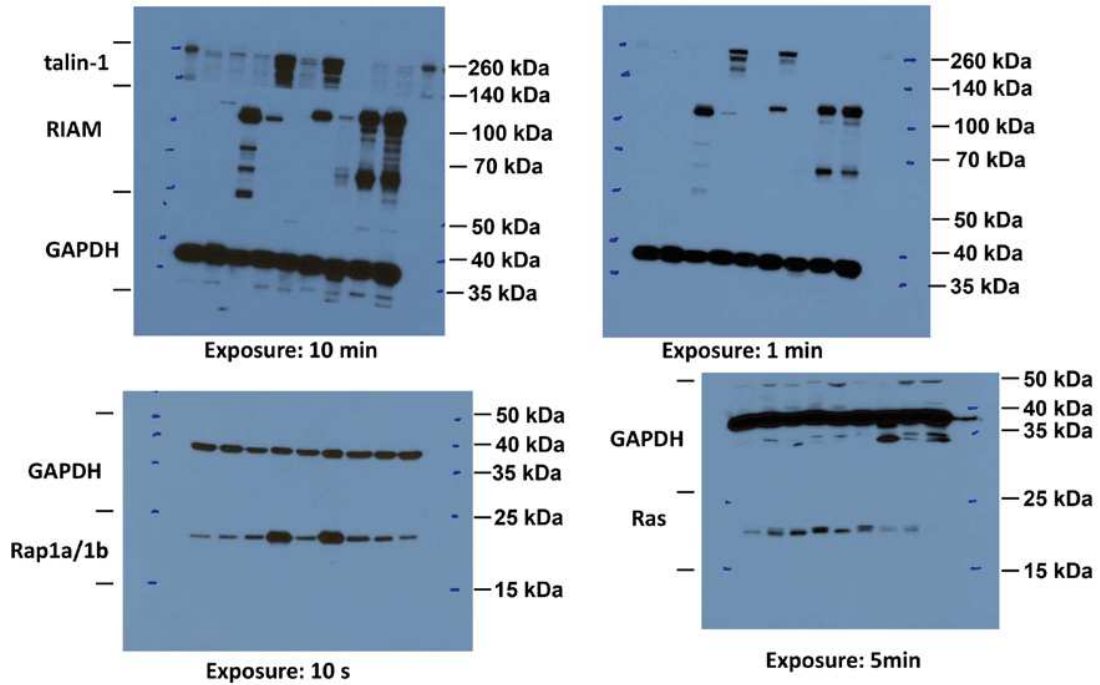 talin-1
RIAM
GAPDH
260 kDa
140 kDa
100 kDa
70 kDa
50 kDa
40 kDa
35 kDa
Exposure: 10 min
260 kDa
140 kDa
100 kDa
70 kDa
50 kDa
40 kDa
35 kDa
Exposure: 1 min
GAPDH
Rap1a/1b
50 kDa
40 kDa
35 kDa
25 kDa
15 kDa
Exposure: 10 s
GAPDH
Ras
50 kDa
40 kDa
35 kDa
25 kDa
15 kDa
Exposure: 5min